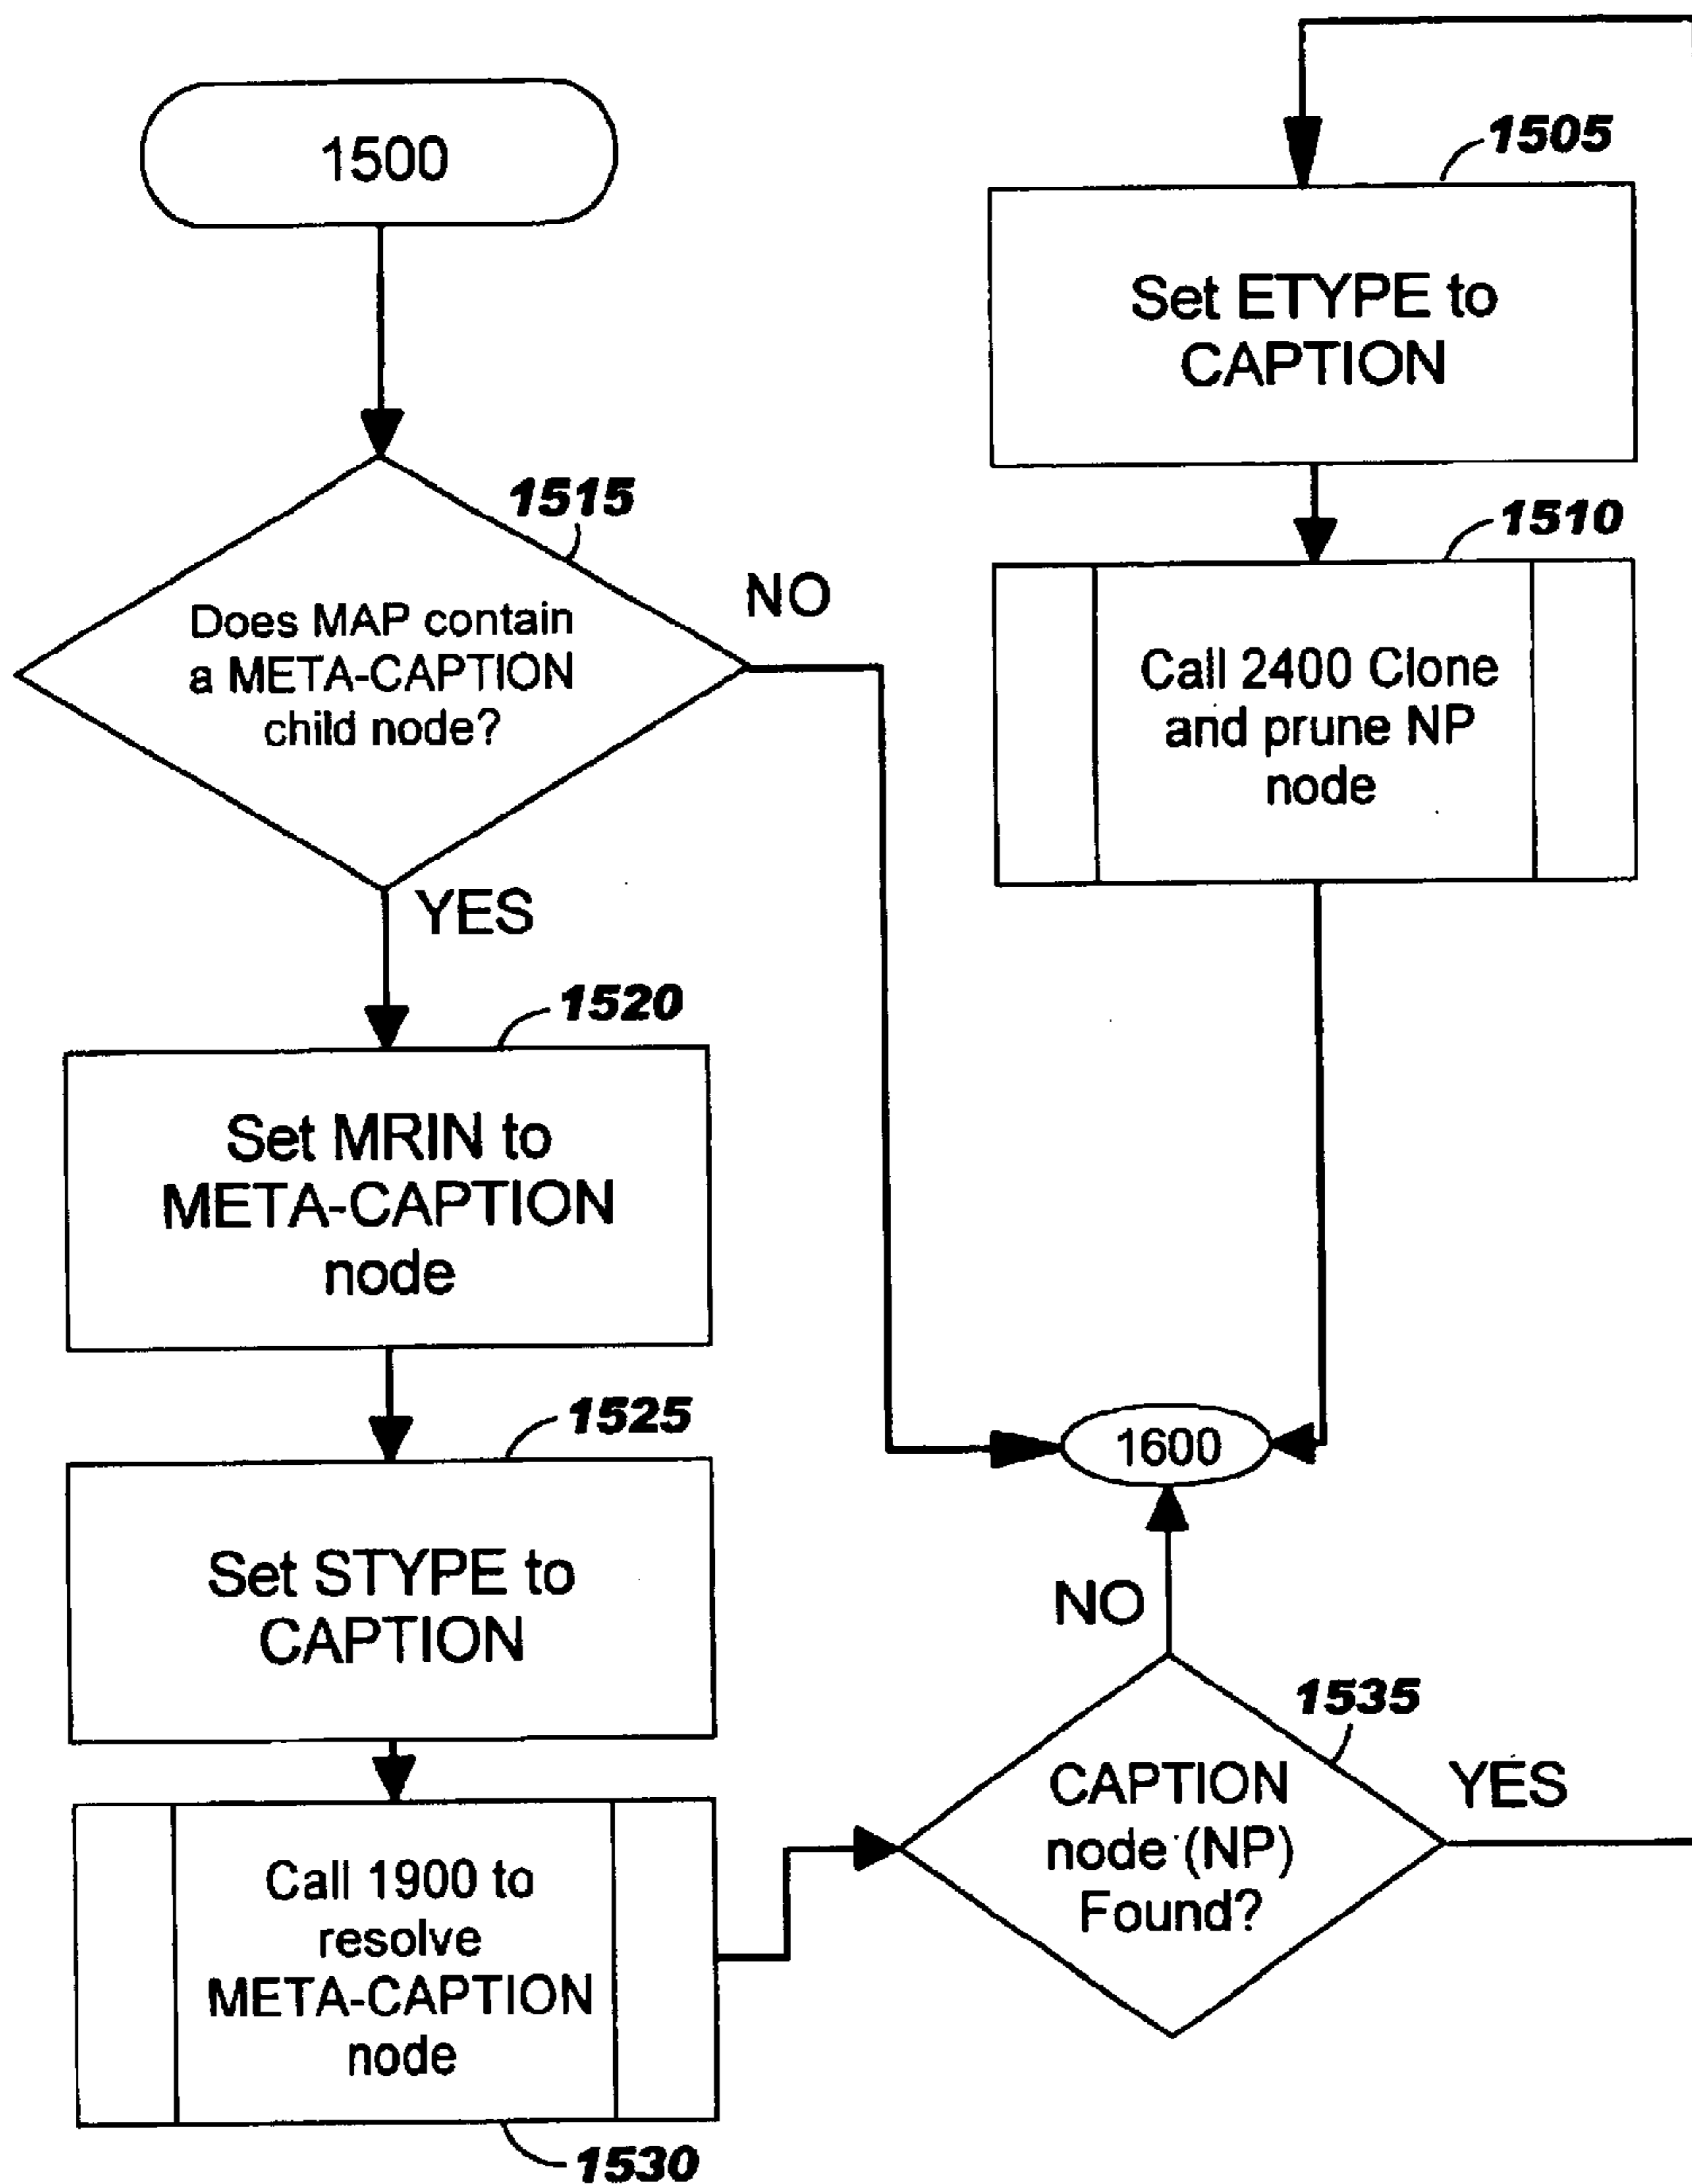 1500
1515
Does MAP contain
a META-CAPTION
child node?
NO
YES
1520
Set MRIN to
META-CAPTION
node
1525
Set STYPE to
CAPTION
Call 1900 to
resolve
META-CAPTION
node
1530
1505
Set ETYPE to
CAPTION
1510
Call 2400 Clone
and prune NP
node
1600
NO
1535
CAPTION
node (NP)
Found?
YES